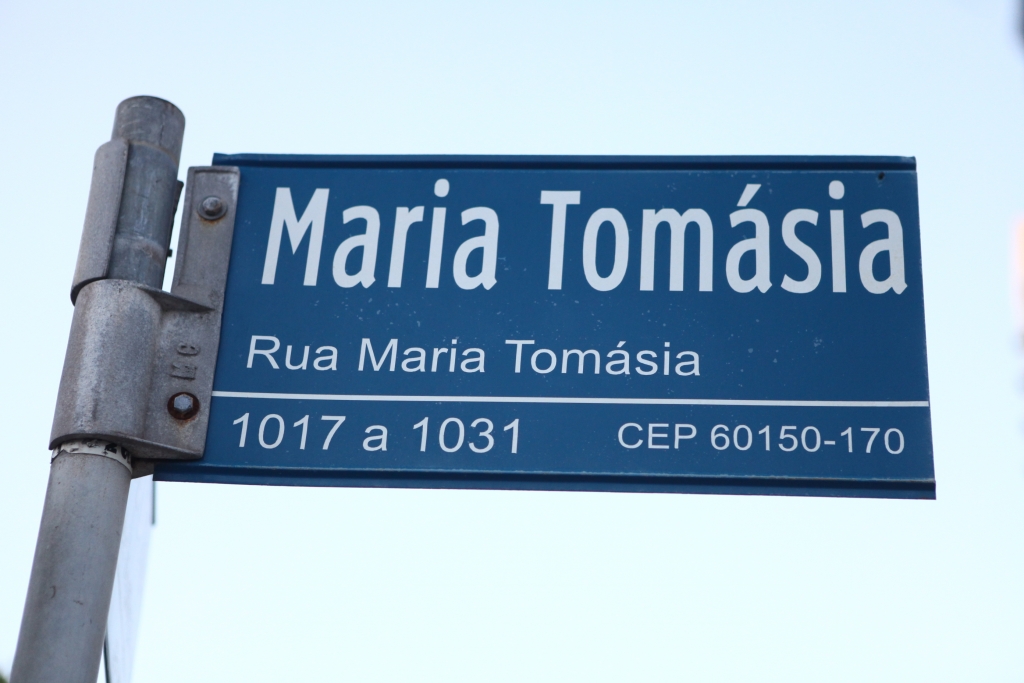 Maria Tomásia
Rua Maria Tomásia
1017 a 1031 CEP 60150-170